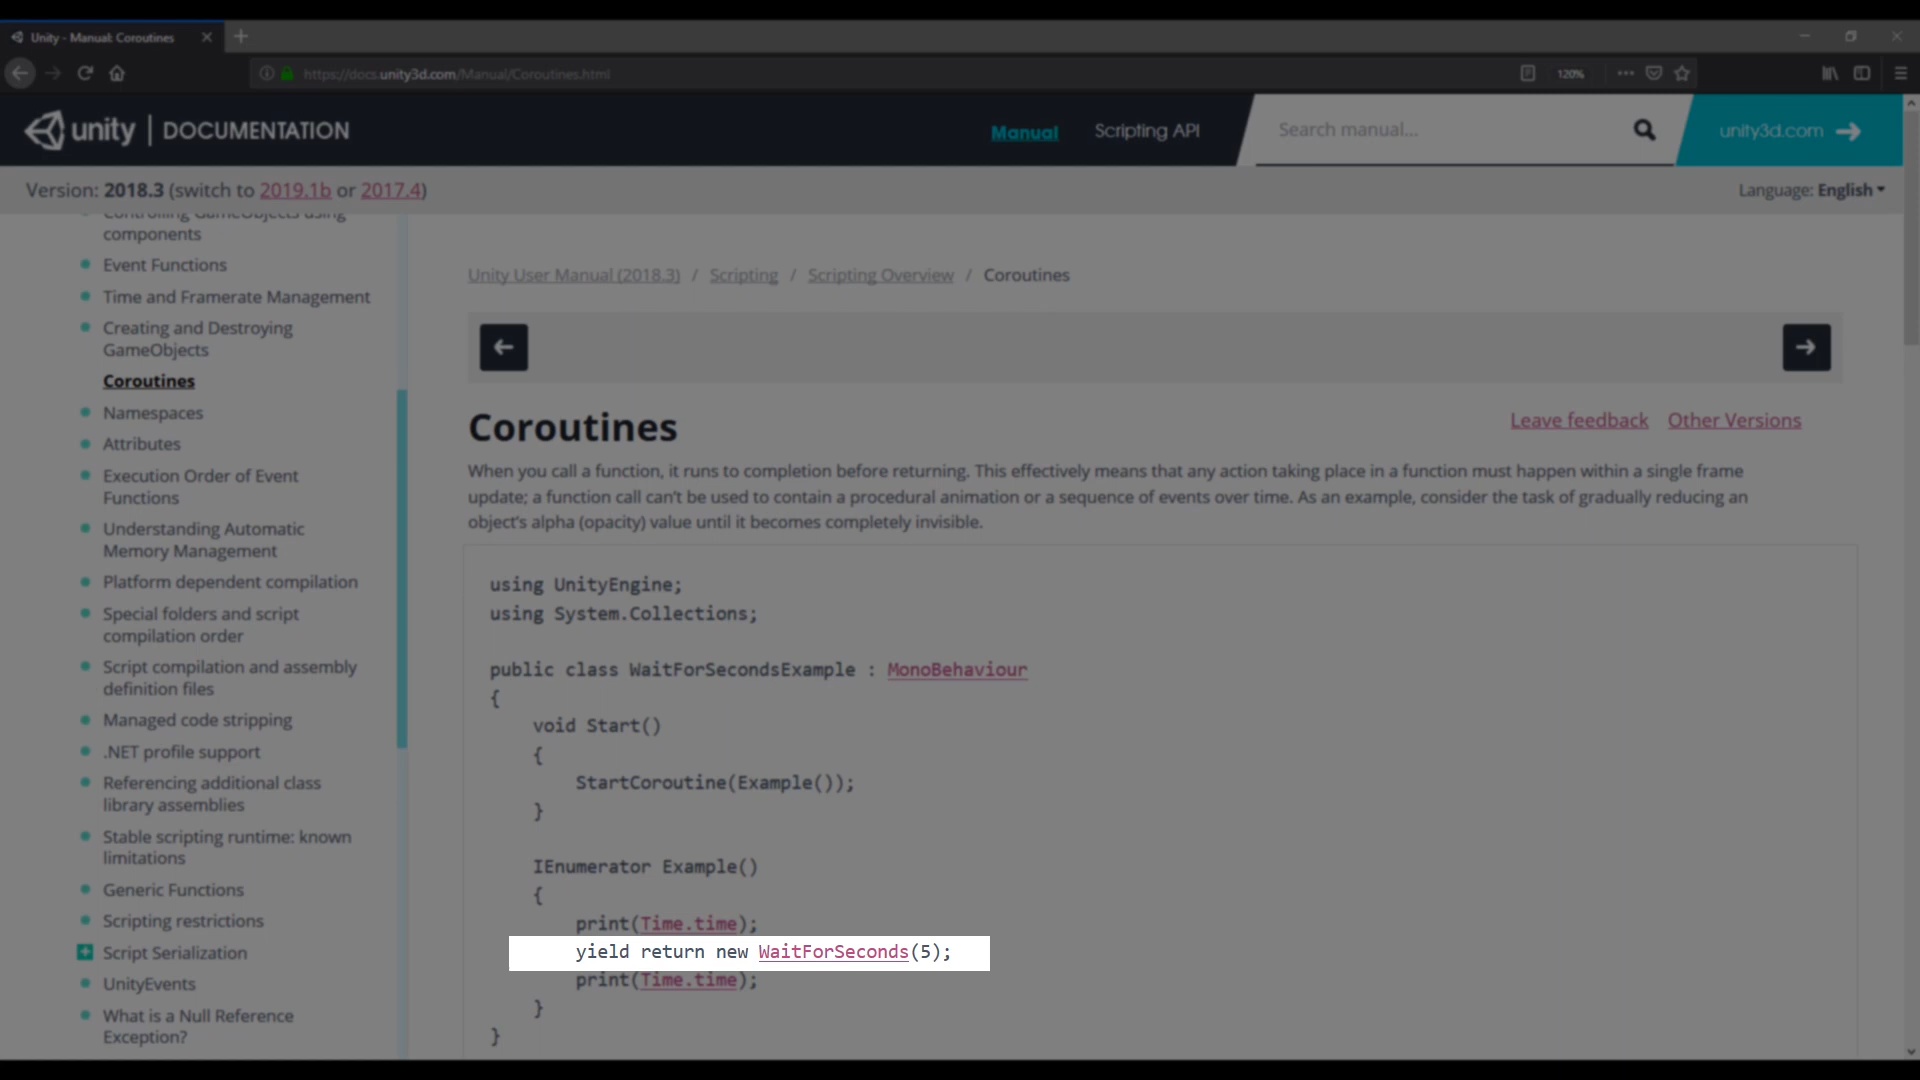 Unity - Manual: Coroutines
https://docs.unity3d.com/Manual/Coroutines.html
120%
unity | DOCUMENTATION
Manual
Scripting API
Search manual...
unity3d.com
Version: 2018.3 (switch to 2019.1b or 2017.4)
Language: English
Controlling GameObjects using
components
Event Functions
Time and Framerate Management
Creating and Destroying
GameObjects
Coroutines
Namespaces
Attributes
Execution Order of Event
Functions
Understanding Automatic
Memory Management
Platform dependent compilation
Special folders and script
compilation order
Script compilation and assembly
definition files
Managed code stripping
.NET profile support
Referencing additional class
library assemblies
Stable scripting runtime: known
limitations
Generic Functions
Scripting restrictions
Script Serialization
UnityEvents
What is a Null Reference
Exception?
Unity User Manual (2018.3) / Scripting / Scripting Overview / Coroutines
Coroutines
Leave feedback
Other Versions
When you call a function, it runs to completion before returning. This effectively means that any action taking place in a function must happen within a single frame
update; a function call can't be used to contain a procedural animation or a sequence of events over time. As an example, consider the task of gradually reducing an
object's alpha (opacity) value until it becomes completely invisible.
using UnityEngine;
using System.Collections;
public class WaitForSecondsExample : MonoBehaviour
{
void Start()
{
StartCoroutine(Example());
}
IEnumerator Example()
{
print(Time.time);
yield return new WaitForSeconds(5);
print(Time.time);
}
}